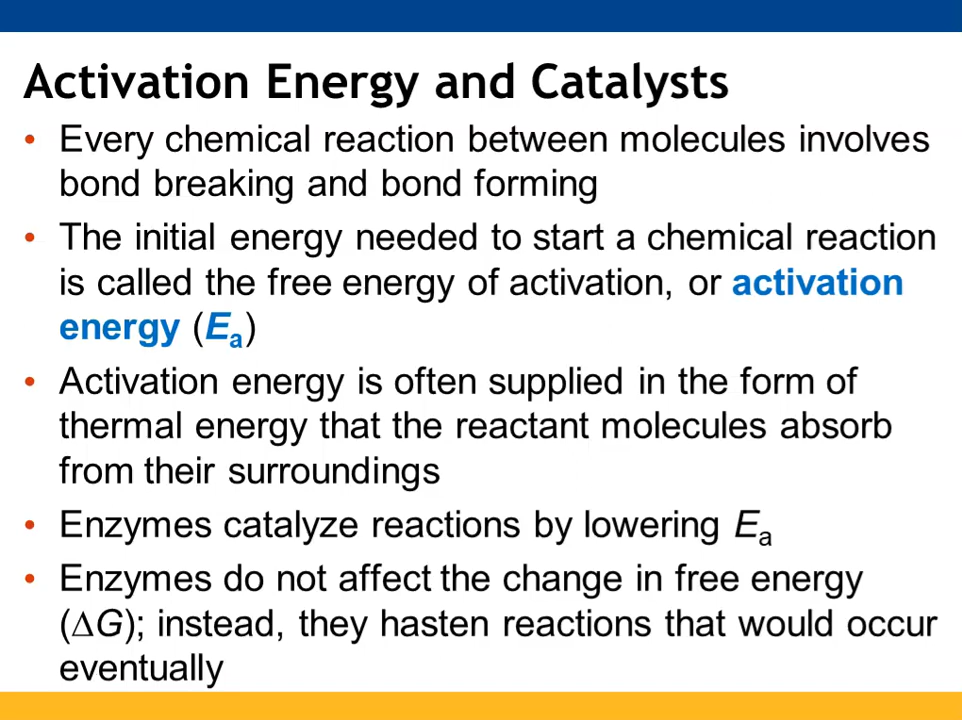 Activation Energy and Catalysts
• Every chemical reaction between molecules involves
bond breaking and bond forming
• The initial energy needed to start a chemical reaction
is called the free energy of activation, or activation
energy (Eₐ)
• Activation energy is often supplied in the form of
thermal energy that the reactant molecules absorb
from their surroundings
• Enzymes catalyze reactions by lowering Eₐ
• Enzymes do not affect the change in free energy
(∆G); instead, they hasten reactions that would occur
eventually